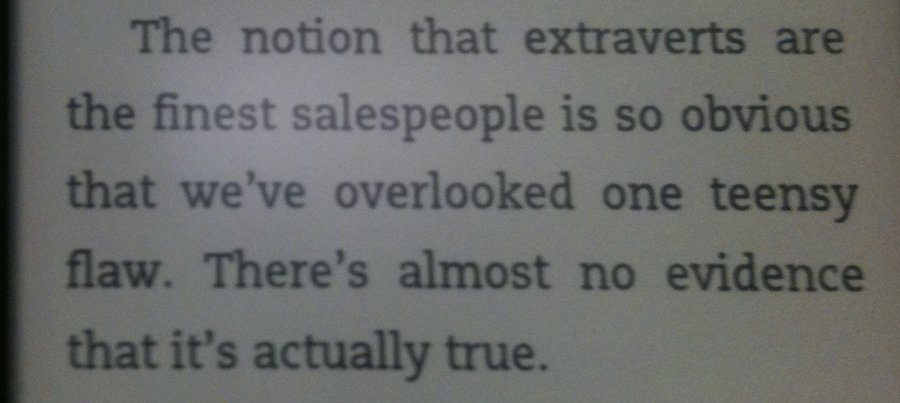 The notion that extraverts are
the finest salespeople is so obvious
that we've overlooked one teensy
flaw. There's almost no evidence
that it's actually true.